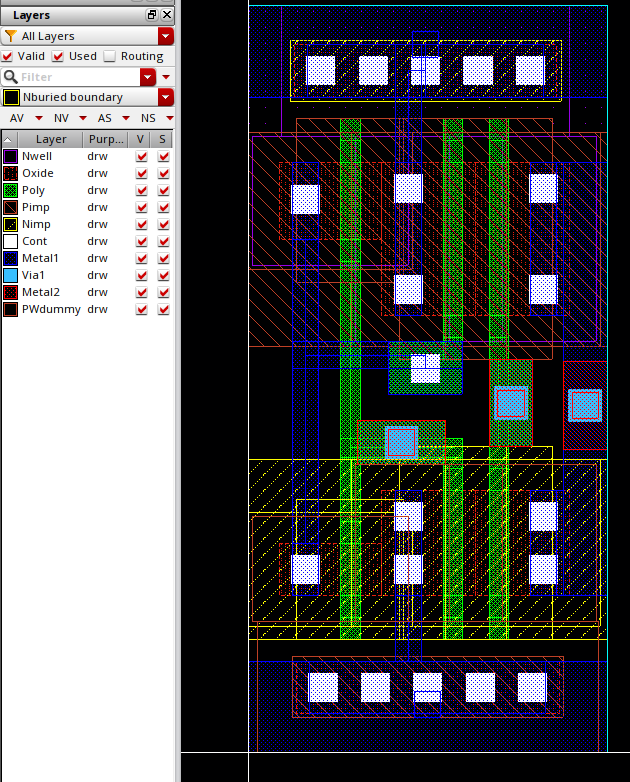 Layers
All Layers
Valid Used Routing
Filter
Nburied boundary
AV NV AS NS
Layer Purp... V S
Nwell drw
Oxide drw
Poly drw
Pimp drw
Nimp drw
Cont drw
Metal1 drw
Via1 drw
Metal2 drw
PWdummy drw